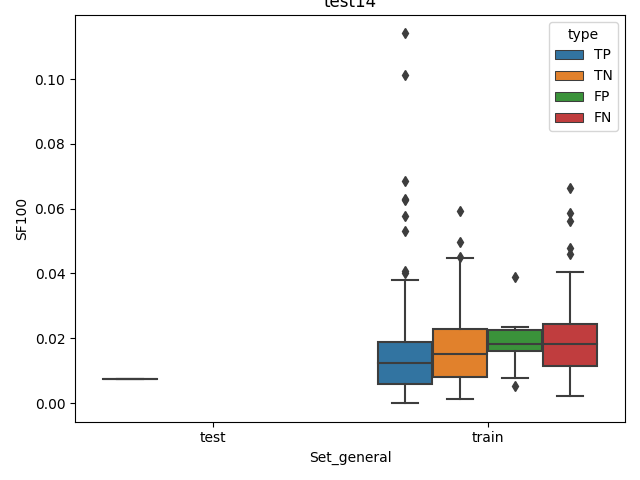 test14
type
TP
TN
FP
FN
0.10
0.08
0.06
0.04
0.02
0.00
SF100
test
train
Set_general